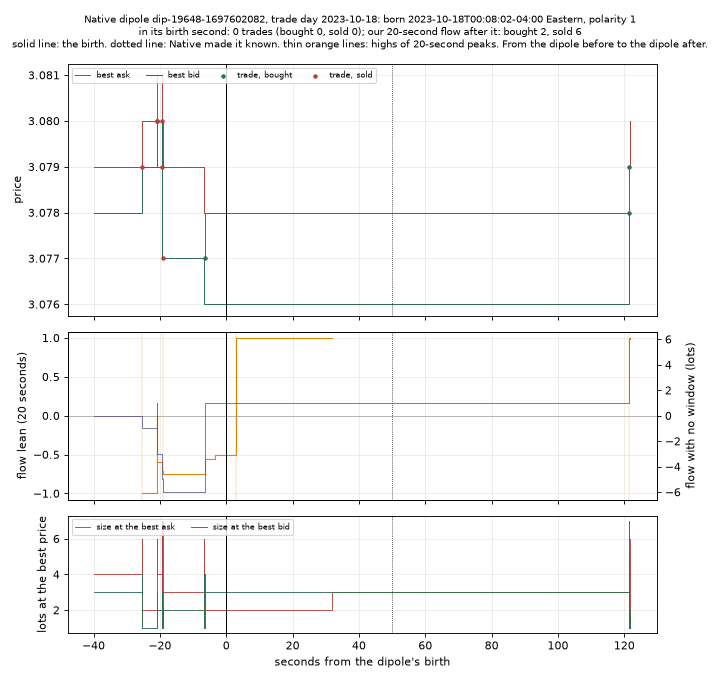 Native dipole dip-19648-1697602082, trade day 2023-10-18: born 2023-10-18T00:08:02-04:00 Eastern, polarity 1
in its birth second: 0 trades (bought 0, sold 0); our 20-second flow after it: bought 2, sold 6
solid line: the birth. dotted line: Native made it known. thin orange lines: highs of 20-second peaks. From the dipole before to the dipole after.
best ask
best bid
trade, bought
trade, sold
3.081
3.080
3.079
3.078
3.077
3.076
price
1.0
0.5
0.0
−0.5
−1.0
flow lean (20 seconds)
6
4
2
0
−2
−4
−6
flow with no window (lots)
size at the best ask
size at the best bid
6
4
2
lots at the best price
−40
−20
0
20
40
60
80
100
120
seconds from the dipole's birth